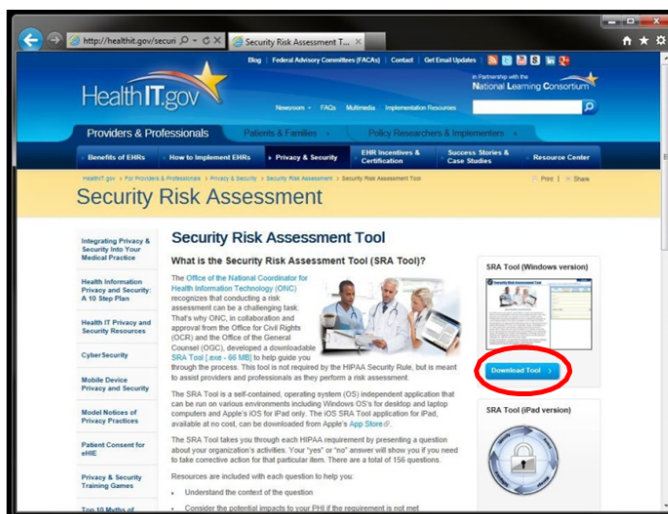 http://healthit.gov/securi
Security Risk Assessment T...
Blog | Federal Advisory Committees (FACAs) | Contact | Get Email Updates
HealthIT.gov
In Partnership with the
National Learning Consortium
Newsroom FAQs Multimedia Implementation Resources
Providers & Professionals
Patients & Families
Policy Researchers & Implementers
Benefits of EHRs
How to Implement EHRs
Privacy & Security
EHR Incentives &
Certification
Success Stories &
Case Studies
Resource Center
HealthIT.gov > For Providers & Professionals > Privacy & Security > Security Risk Assessment > Security Risk Assessment Tool
Print | Share
Security Risk Assessment
Integrating Privacy &
Security Into Your
Medical Practice
Health Information
Privacy and Security:
A 10 Step Plan
Health IT Privacy and
Security Resources
Cyber Security
Mobile Device
Privacy and Security
Model Notices of
Privacy Practices
Patient Consent for
eHIE
Privacy & Security
Training Games
Top 10 Myths of
Security Risk Assessment Tool
What is the Security Risk Assessment Tool (SRA Tool)?
The Office of the National Coordinator for
Health Information Technology (ONC)
recognizes that conducting a risk
assessment can be a challenging task.
That's why ONC, in collaboration and
approval from the Office for Civil Rights
(OCR) and the Office of the General
Counsel (OGC), developed a downloadable
SRA Tool [.exe - 66 MB] to help guide you
through the process. This tool is not required by the HIPAA Security Rule, but is meant
to assist providers and professionals as they perform a risk assessment.
The SRA Tool is a self-contained, operating system (OS) independent application that
can be run on various environments including Windows OS's for desktop and laptop
computers and Apple's iOS for iPad only. The iOS SRA Tool application for iPad,
available at no cost, can be downloaded from Apple's App Store.
The SRA Tool takes you through each HIPAA requirement by presenting a question
about your organization's activities. Your "yes" or "no" answer will show you if you need
to take corrective action for that particular item. There are a total of 156 questions.
Resources are included with each question to help you:
• Understand the context of the question
• Consider the potential impacts to your PHI if the requirement is not met
SRA Tool (Windows version)
Security Risk Assessment Tool
Download Tool >
SRA Tool (iPad version)